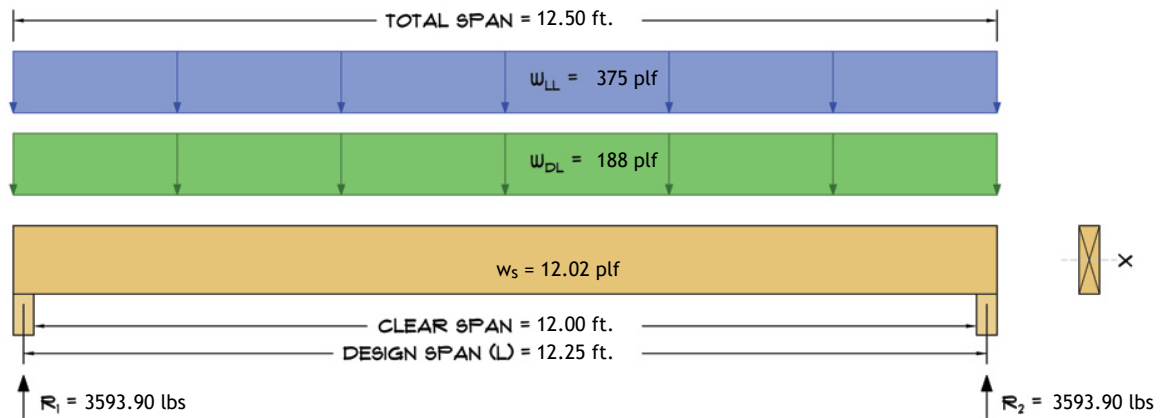 TOTAL SPAN = 12.50 ft.
WLL = 375 plf
WDL = 188 plf
ws = 12.02 plf
X
CLEAR SPAN = 12.00 ft.
DESIGN SPAN (L) = 12.25 ft.
R1 = 3593.90 lbs
R2 = 3593.90 lbs